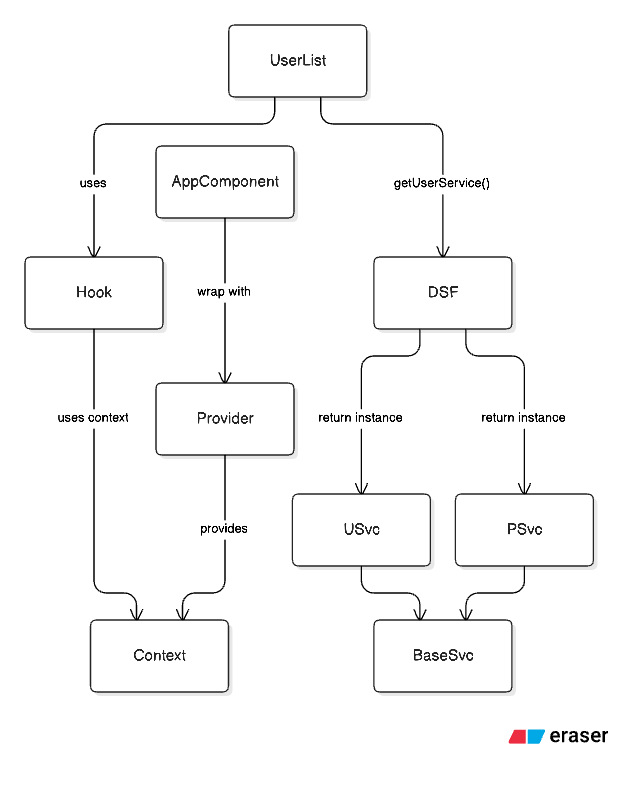 UserList
AppComponent
uses
getUserService()
Hook
wrap with
DSF
Provider
uses context
return instance
return instance
provides
USvc
PSvc
Context
BaseSvc
eraser